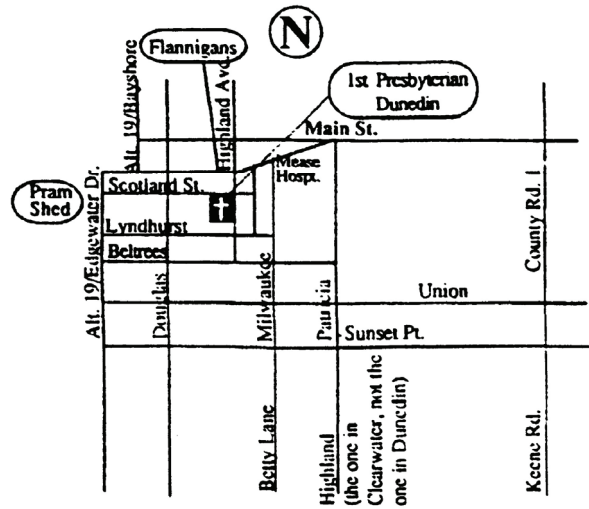 N
Flannigans
1st Presbyterian
Dunedin
Alt. 19/Bayshore
Highland Ave.
Main St.
Mease
Hospt.
Pram
Shed
Scotland St.
Lyndhurst
Beltrees
Alt. 19/Edgewater Dr.
Douglas
Milwaukee
Patricia
County Rd. 1
Union
Sunset Pt.
Betty Lane
Highland
(the one in
Clearwater, not the
one in Dunedin)
Keene Rd.